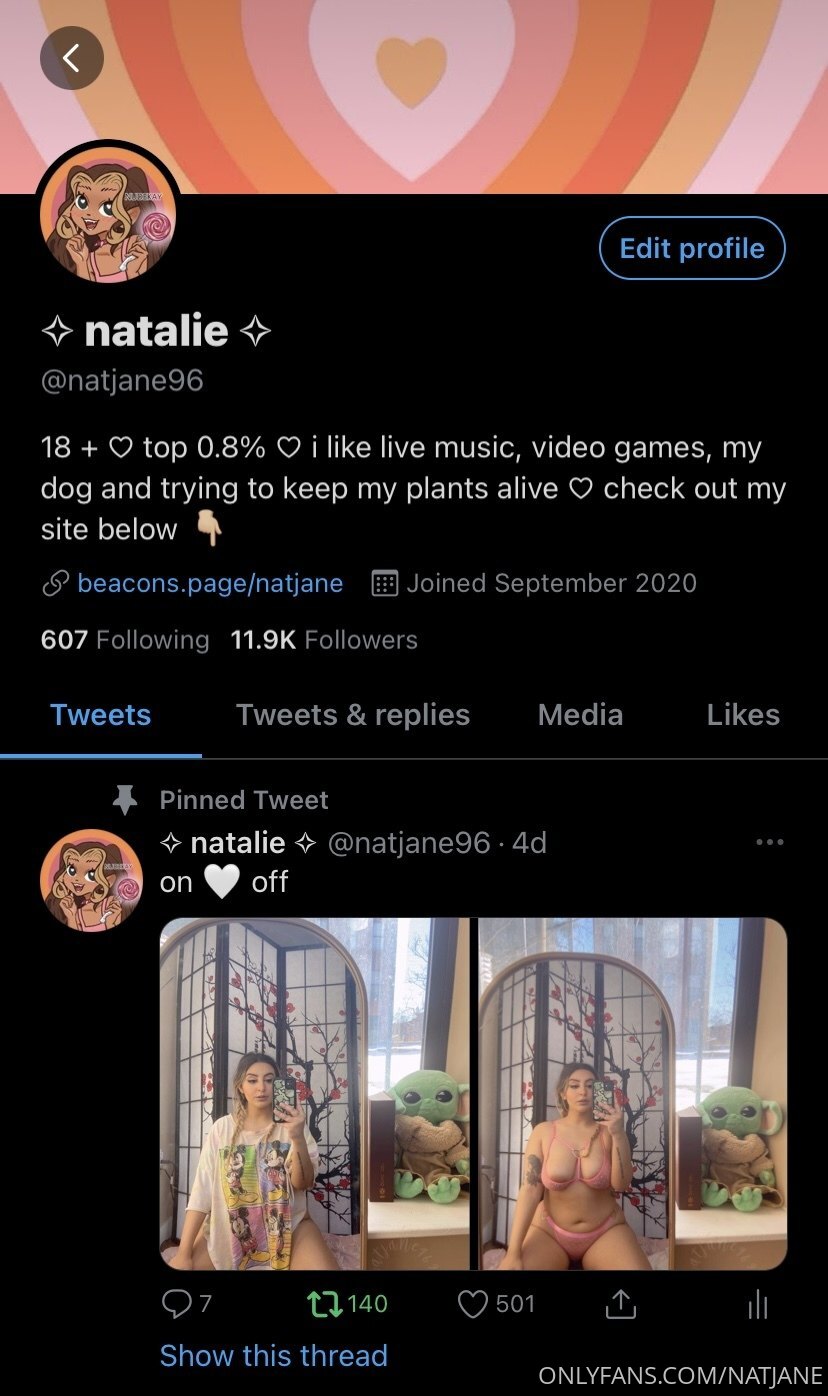 NUBEKAY
Edit profile
✧ natalie ✧
@natjane96
18 + ♡ top 0.8% ♡ i like live music, video games, my
dog and trying to keep my plants alive ♡ check out my
site below 👇🏼
beacons.page/natjane Joined September 2020
607 Following 11.9K Followers
Tweets Tweets & replies Media Likes
Pinned Tweet
✧ natalie ✧ @natjane96 · 4d
on 🤍 off
7 140 501
Show this thread
ONLYFANS.COM/NATJANE